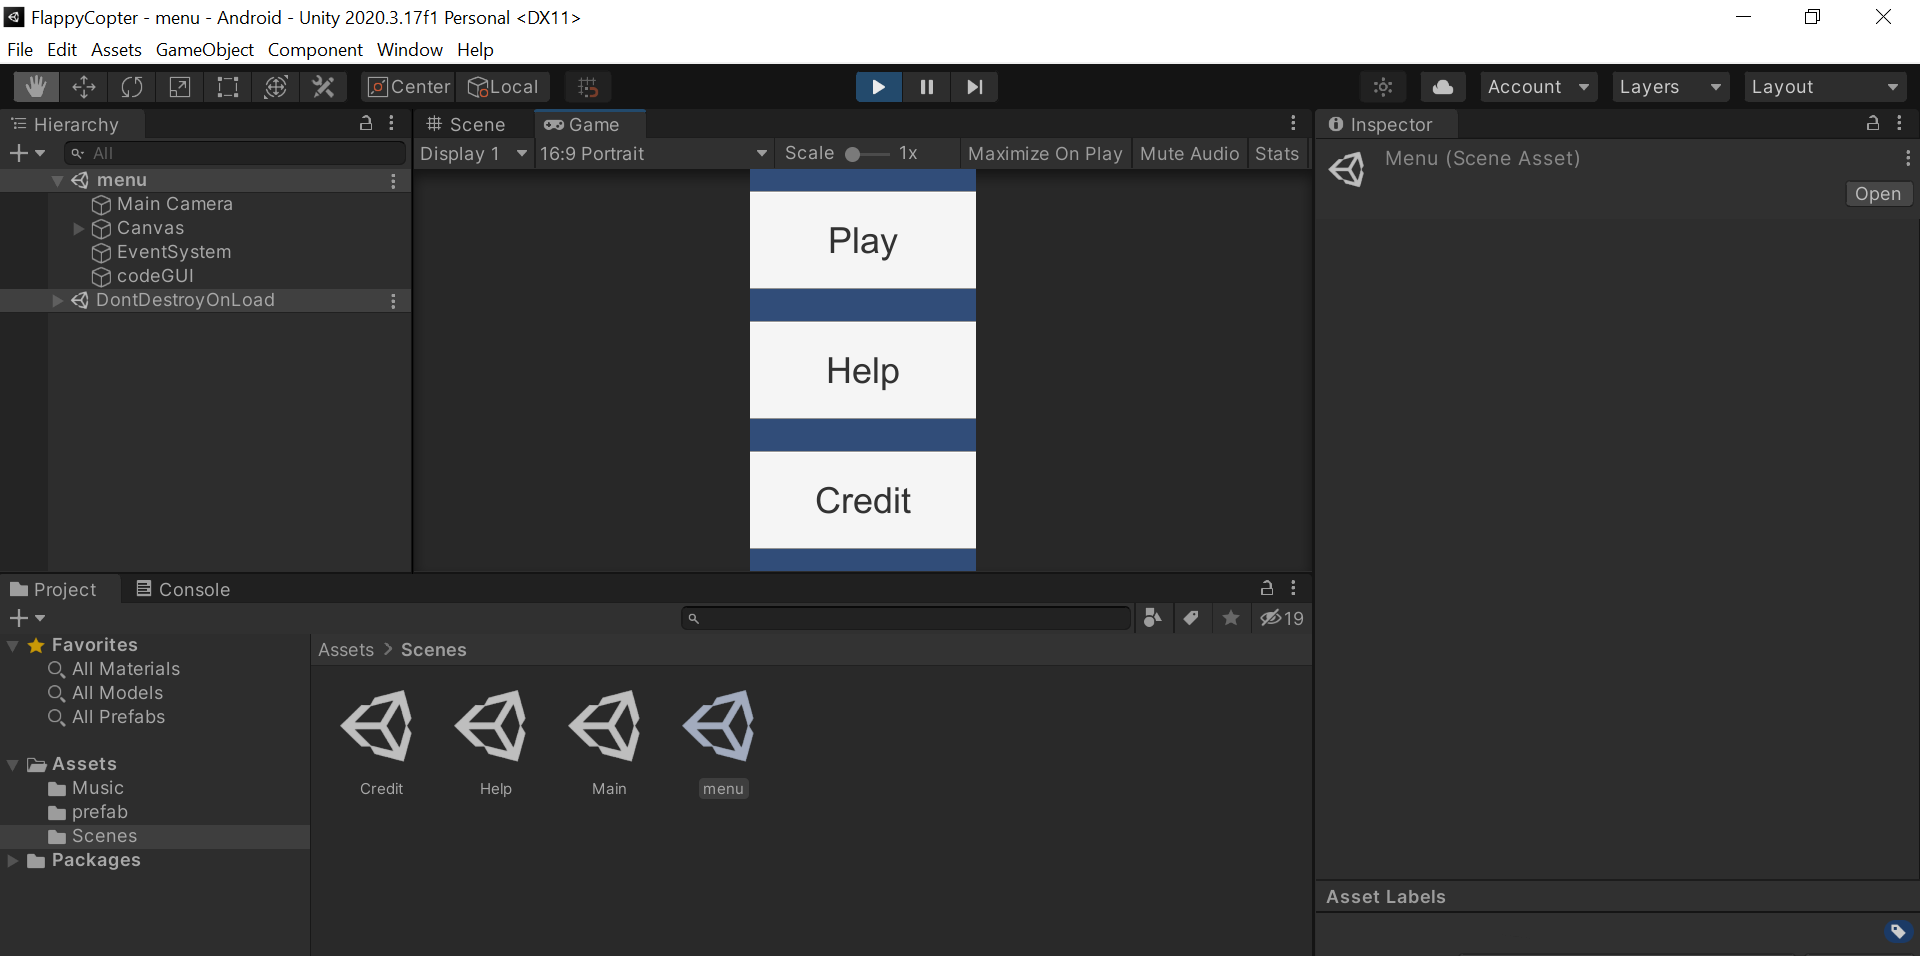 FlappyCopter - menu - Android - Unity 2020.3.17f1 Personal <DX11>
File Edit Assets GameObject Component Window Help
Center Local Account Layers Layout
Hierarchy
All
menu
Main Camera
Canvas
EventSystem
codeGUI
DontDestroyOnLoad
Scene Game
Display 1 16:9 Portrait Scale 1x Maximize On Play Mute Audio Stats
Play
Help
Credit
Inspector
Menu (Scene Asset)
Open
Project Console
19
Favorites
All Materials
All Models
All Prefabs
Assets
Music
prefab
Scenes
Packages
Assets > Scenes
Credit Help Main menu
Asset Labels